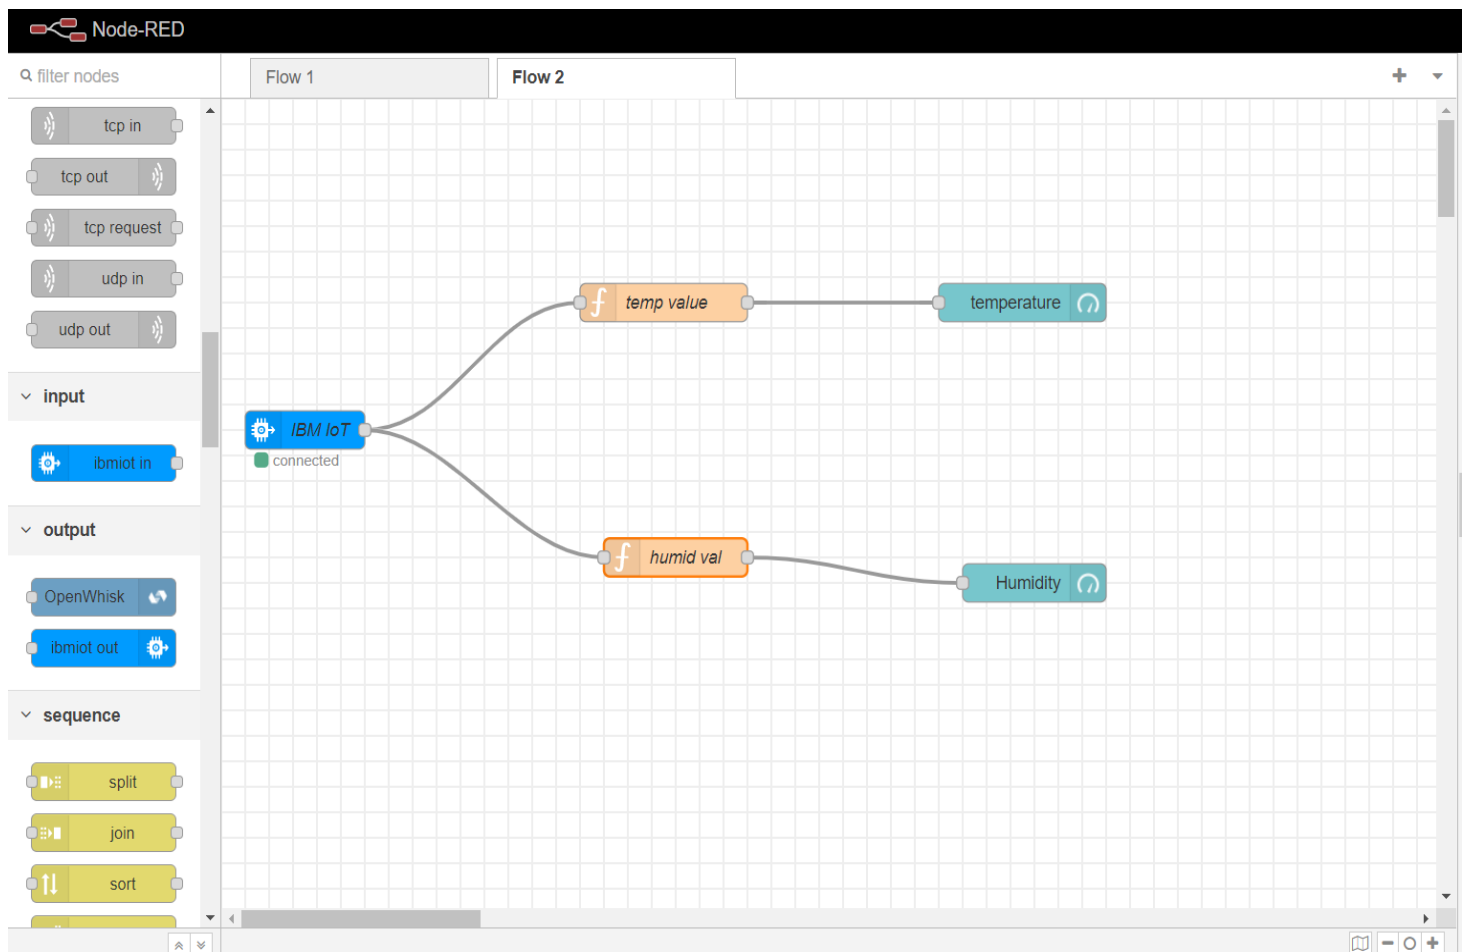 Node-RED
filter nodes
Flow 1
Flow 2
tcp in
tcp out
tcp request
udp in
udp out
input
ibmiot in
output
OpenWhisk
ibmiot out
sequence
split
join
sort
temp value
temperature
IBM IoT
connected
humid val
Humidity